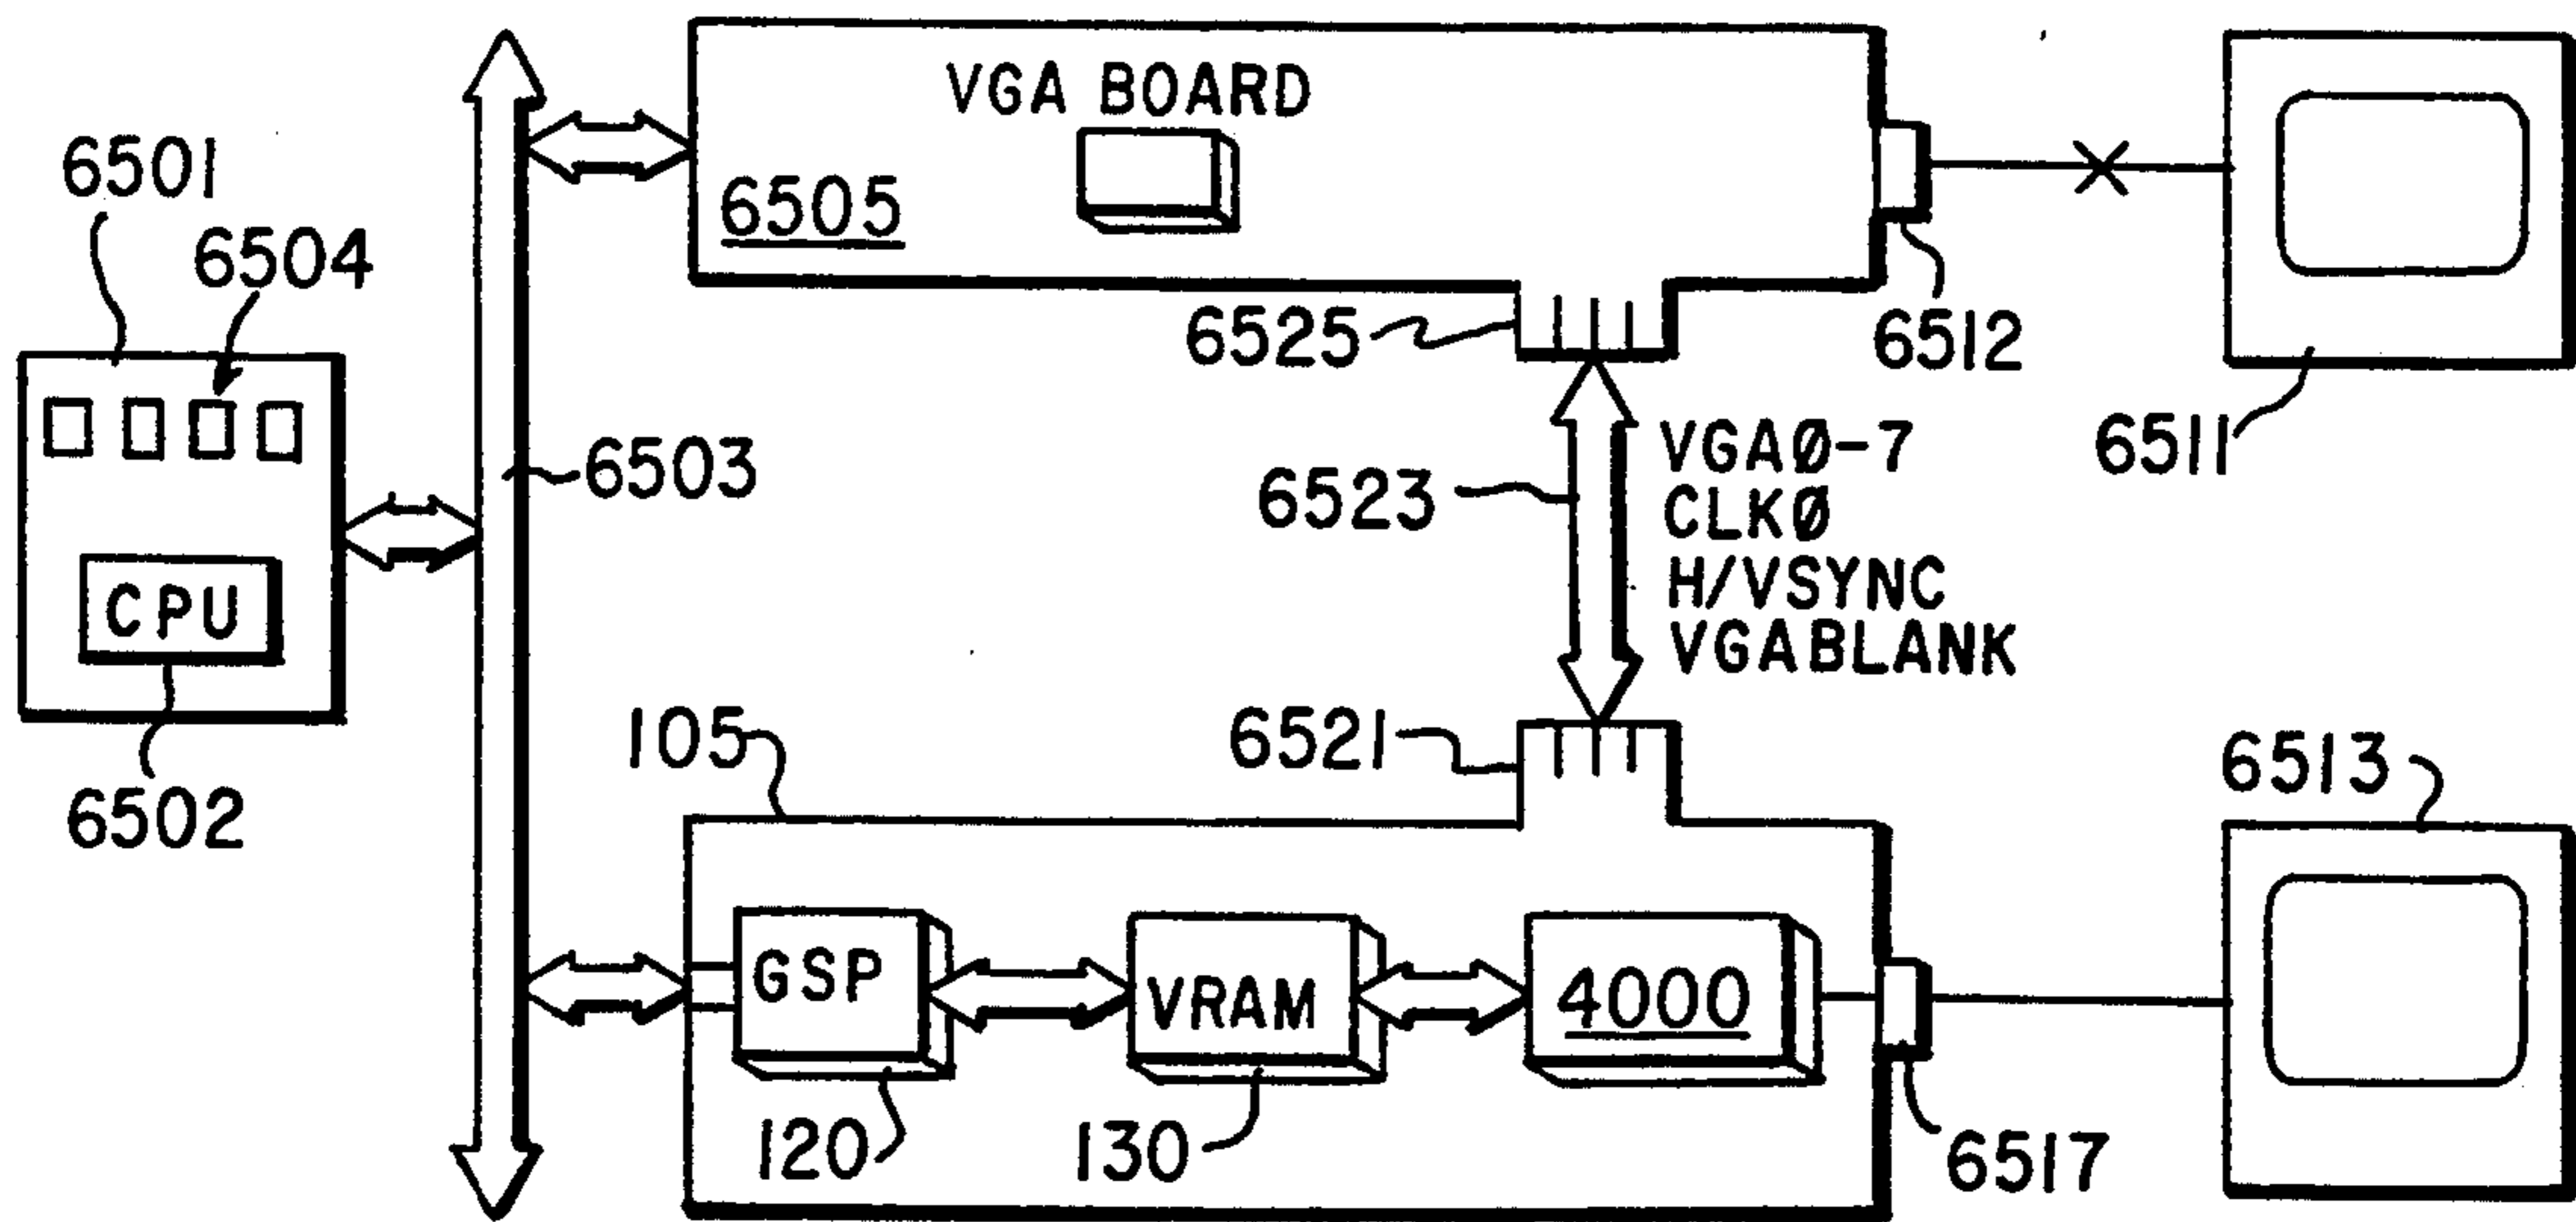 VGA BOARD
6505
6501
6504
6525
6512
6511
6503
6523
VGAØ-7
CLKØ
H/VSYNC
VGABLANK
CPU
6502
105
6521
6513
GSP
VRAM
4000
120
130
6517